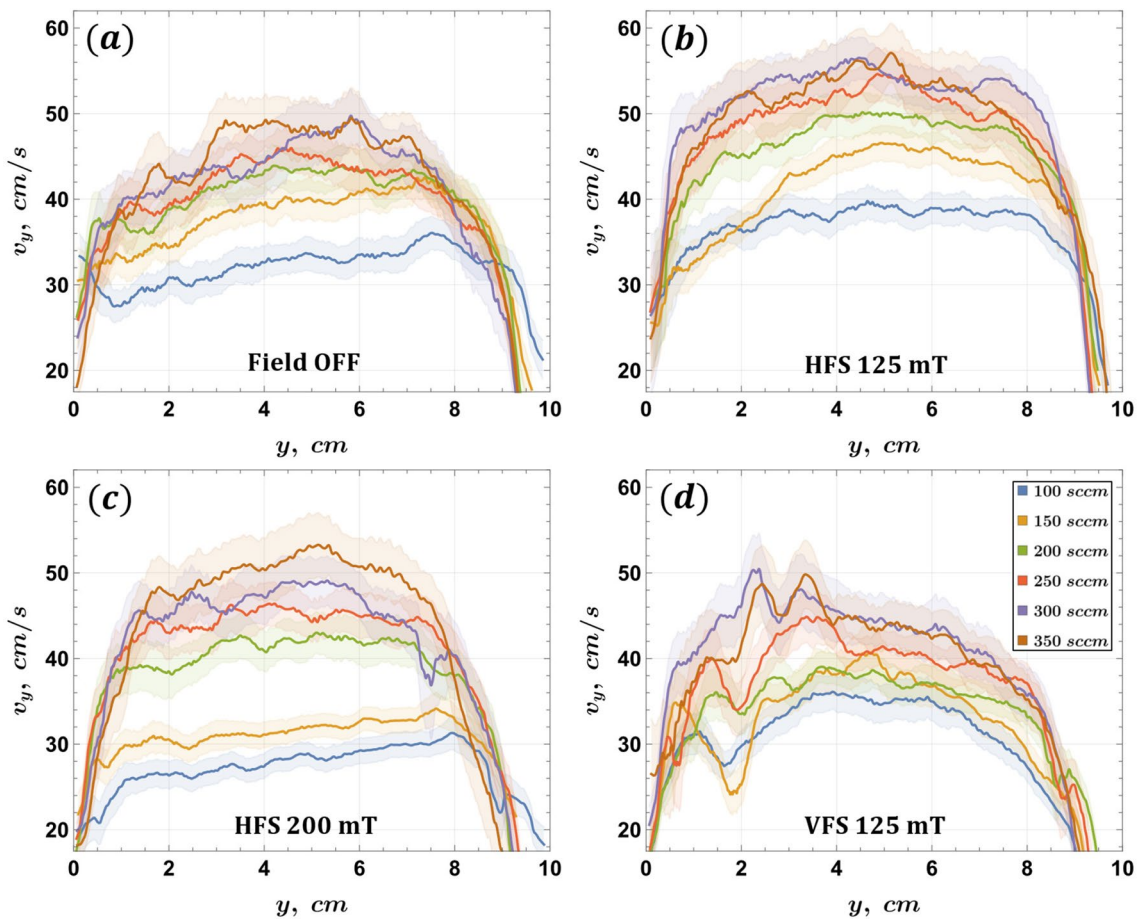 (a)
60
50
40
30
20
v_y, cm/s
Field OFF
0 2 4 6 8 10
y, cm
(b)
60
50
40
30
20
v_y, cm/s
HFS 125 mT
0 2 4 6 8 10
y, cm
(c)
60
50
40
30
20
v_y, cm/s
HFS 200 mT
0 2 4 6 8 10
y, cm
(d)
60
50
40
30
20
v_y, cm/s
100 sccm
150 sccm
200 sccm
250 sccm
300 sccm
350 sccm
VFS 125 mT
0 2 4 6 8 10
y, cm